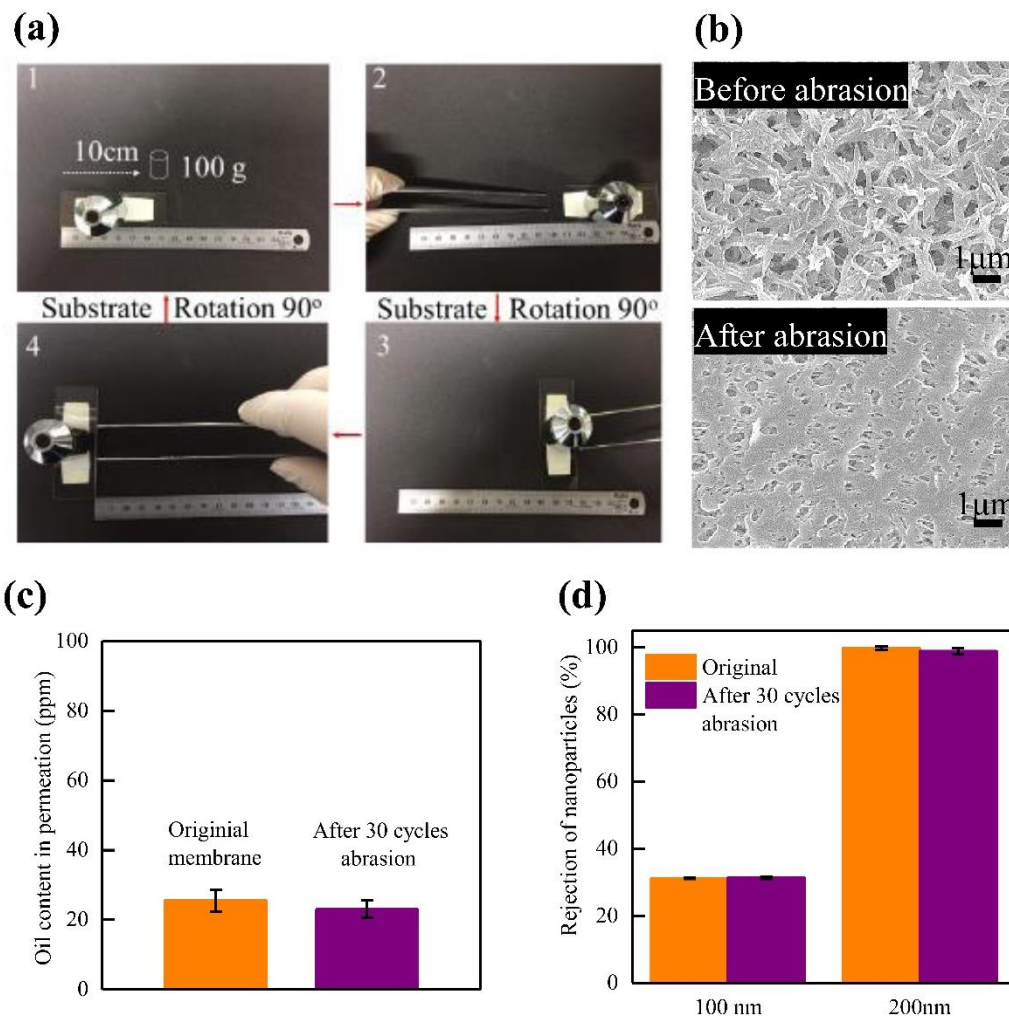 (a)
1
10cm
100 g
2
Substrate
Rotation 90°
Substrate
Rotation 90°
4
3
(b)
Before abrasion
1μm
After abrasion
1μm
(c)
Oil content in permeation (ppm)
100
80
60
40
20
0
Originial
membrane
After 30 cycles
abrasion
(d)
Rejection of nanoparticles (%)
100
80
60
40
20
0
Original
After 30 cycles
abrasion
100 nm
200nm